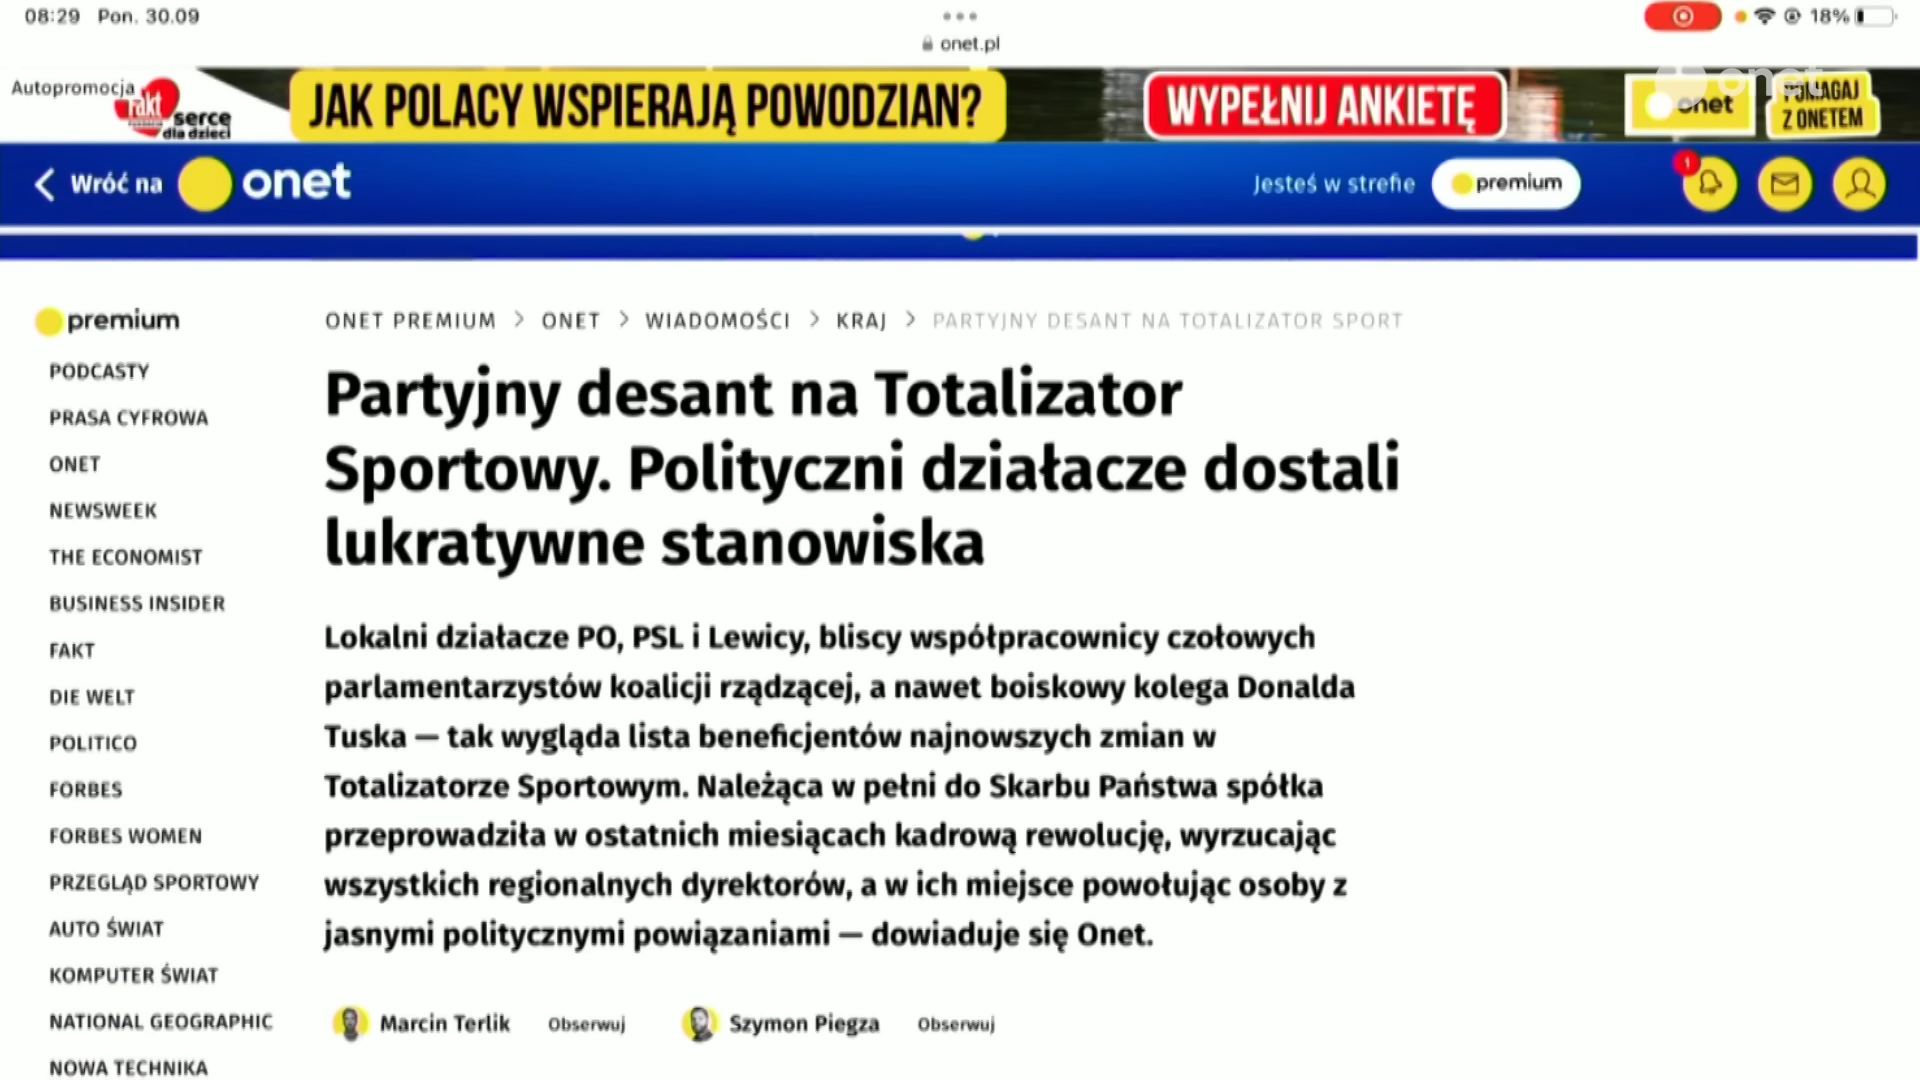 08:29 Pon. 30.09
18%
onet.pl
Autopromocja
Fakt
serce
dla dzieci
JAK POLACY WSPIERAJĄ POWODZIAN?
WYPEŁNIJ ANKIETĘ
onet
onet
POMAGAJ
Z ONETEM
Wróć na onet
Jesteś w strefie premium
1
premium
PODCASTY
PRASA CYFROWA
ONET
NEWSWEEK
THE ECONOMIST
BUSINESS INSIDER
FAKT
DIE WELT
POLITICO
FORBES
FORBES WOMEN
PRZEGLĄD SPORTOWY
AUTO ŚWIAT
KOMPUTER ŚWIAT
NATIONAL GEOGRAPHIC
NOWA TECHNIKA
ONET PREMIUM > ONET > WIADOMOŚCI > KRAJ > PARTYJNY DESANT NA TOTALIZATOR SPORT
Partyjny desant na Totalizator
Sportowy. Polityczni działacze dostali
lukratywne stanowiska
Lokalni działacze PO, PSL i Lewicy, bliscy współpracownicy czołowych
parlamentarzystów koalicji rządzącej, a nawet boiskowy kolega Donalda
Tuska — tak wygląda lista beneficjentów najnowszych zmian w
Totalizatorze Sportowym. Należąca w pełni do Skarbu Państwa spółka
przeprowadziła w ostatnich miesiącach kadrową rewolucję, wyrzucając
wszystkich regionalnych dyrektorów, a w ich miejsce powołując osoby z
jasnymi politycznymi powiązaniami — dowiaduje się Onet.
Marcin Terlik Obserwuj Szymon Piegza Obserwuj